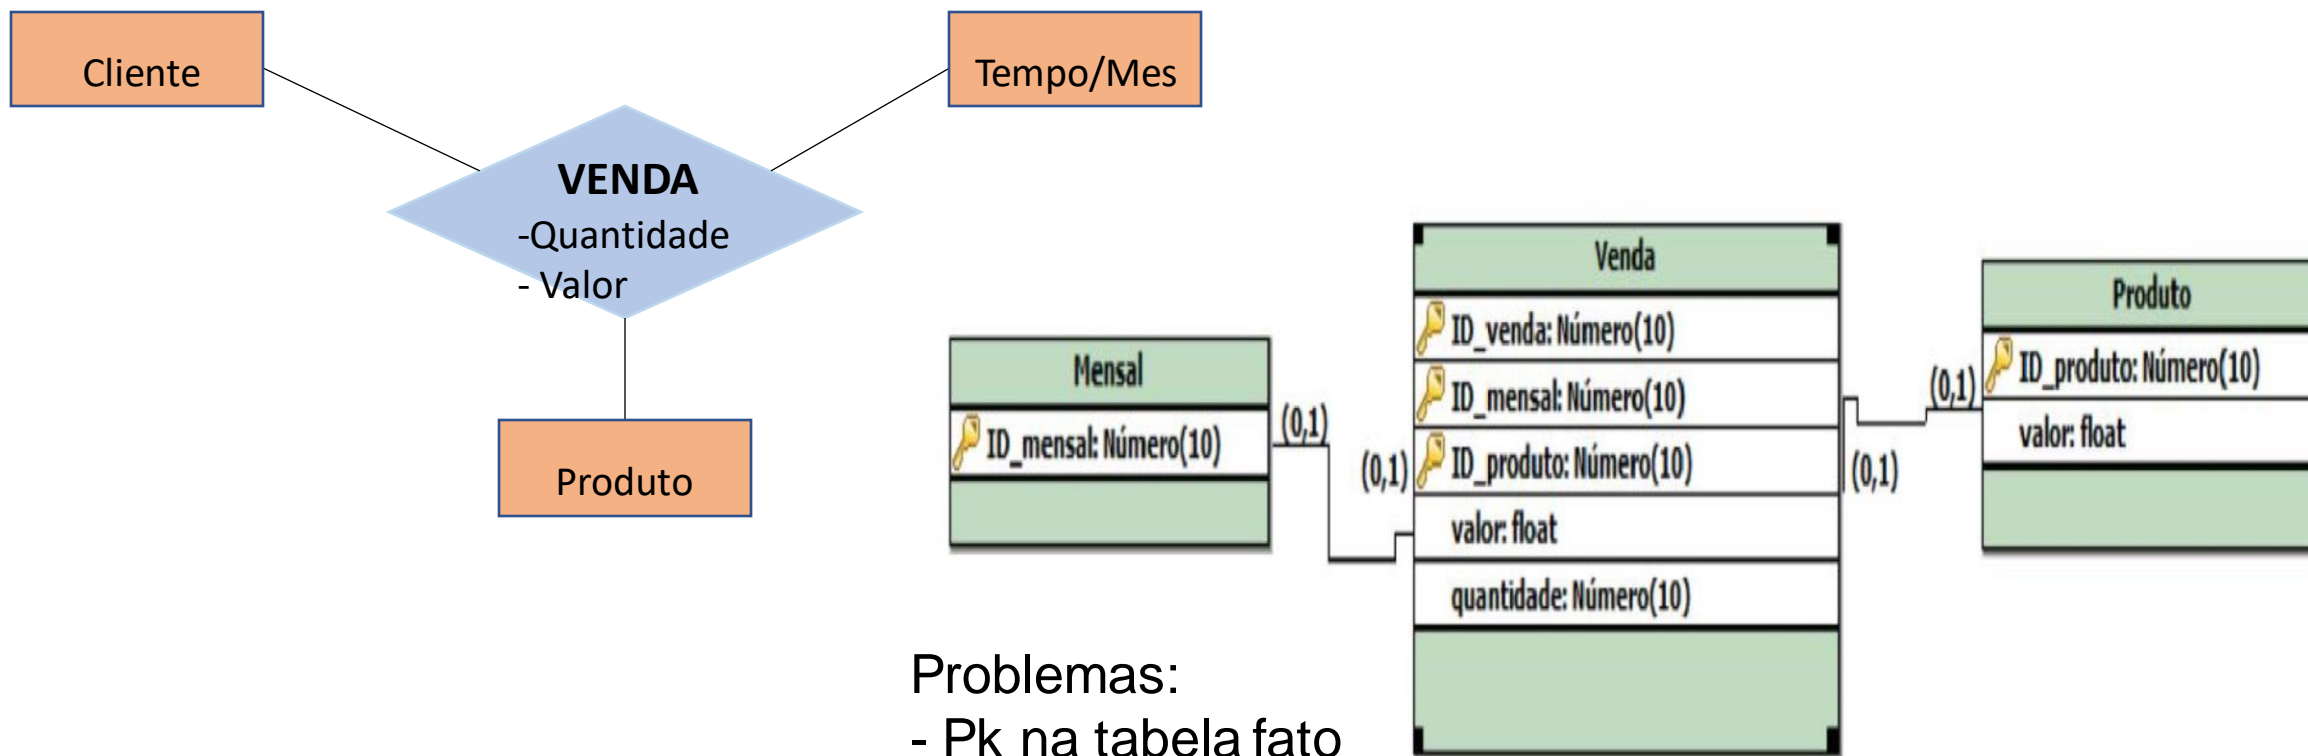 Cliente
Tempo/Mes
VENDA
-Quantidade
- Valor
Produto
Mensal
ID_mensal: Número(10)
(0,1)
(0,1)
Venda
ID_venda: Número(10)
ID_mensal: Número(10)
ID_produto: Número(10)
valor: float
quantidade: Número(10)
(0,1)
(0,1)
Produto
ID_produto: Número(10)
valor: float
Problemas:
- Pk na tabela fato